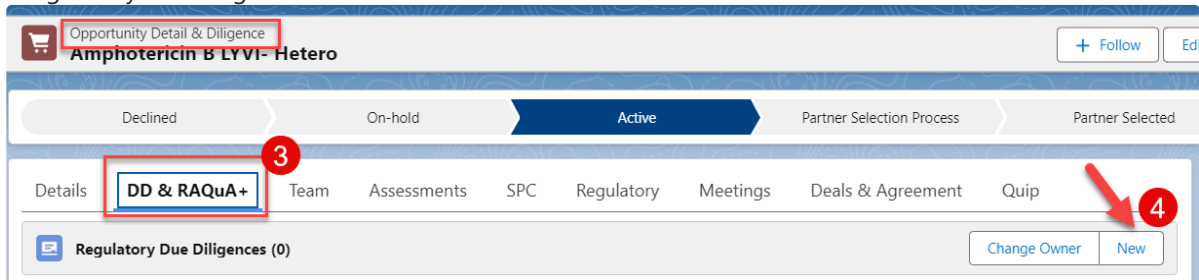 Opportunity Detail & Diligence
Amphotericin B LYVI- Hetero
+ Follow
Edi
Declined
On-hold
Active
Partner Selection Process
Partner Selected
3
Details
DD & RAQuA+
Team
Assessments
SPC
Regulatory
Meetings
Deals & Agreement
Quip
4
Regulatory Due Diligences (0)
Change Owner
New